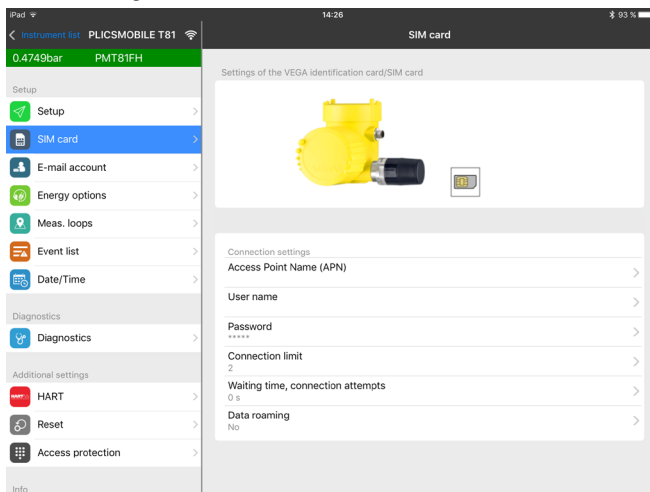 iPad 14:26 93 %
Instrument list PLICSMOBILE T81
SIM card
0.4749bar PMT81FH
Setup
Setup
SIM card
E-mail account
Energy options
Meas. loops
Event list
Date/Time
Diagnostics
Diagnostics
Additional settings
HART
HART
Reset
Access protection
Info
Settings of the VEGA identification card/SIM card
Connection settings
Access Point Name (APN)
User name
Password
*****
Connection limit
2
Waiting time, connection attempts
0 s
Data roaming
No